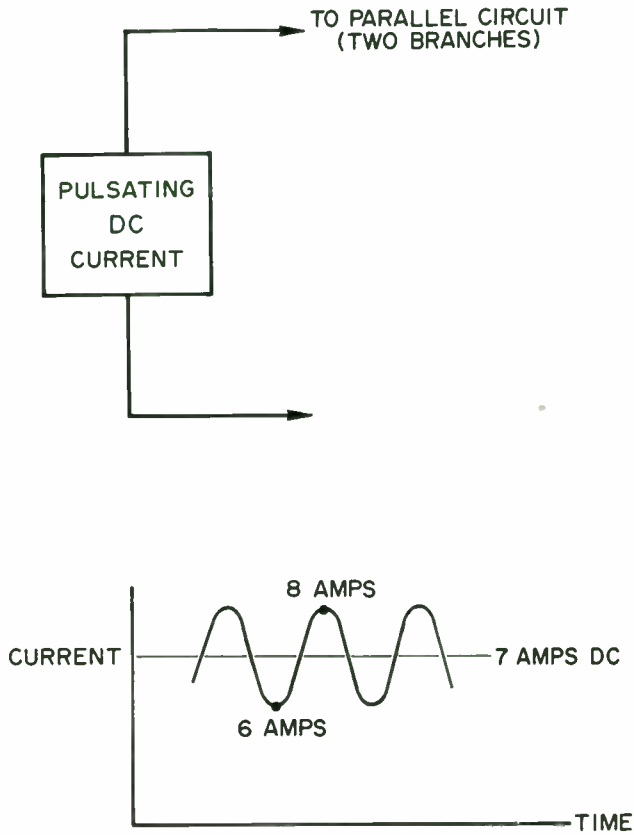 TO PARALLEL CIRCUIT
(TWO BRANCHES)
PULSATING
DC
CURRENT
8 AMPS
CURRENT
7 AMPS DC
6 AMPS
TIME